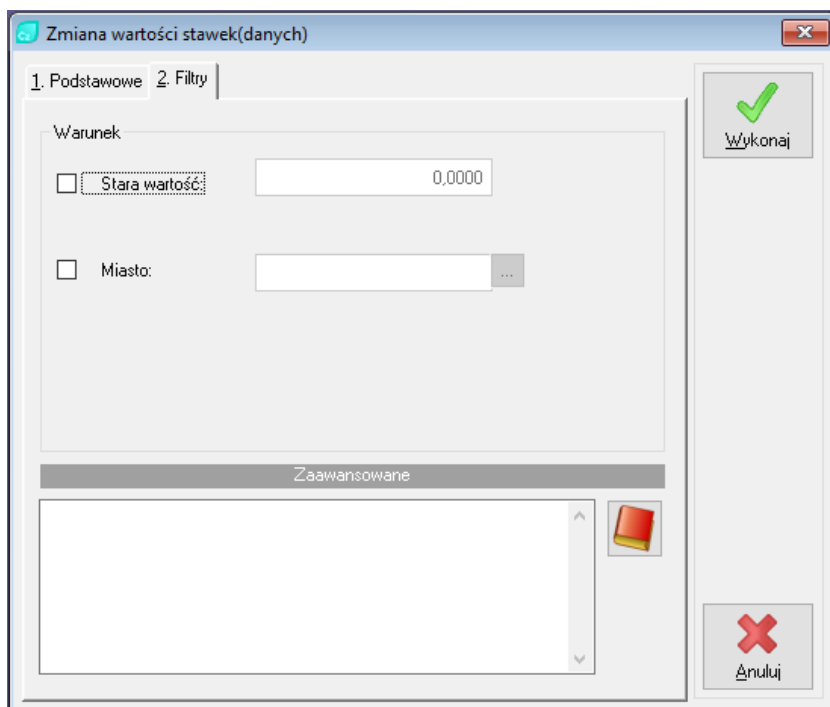 Zmiana wartości stawek(danych)
1. Podstawowe
2. Filtry
Warunek
Wykonaj
Stara wartość:
0,0000
Miasto:
...
Zaawansowane
Anuluj